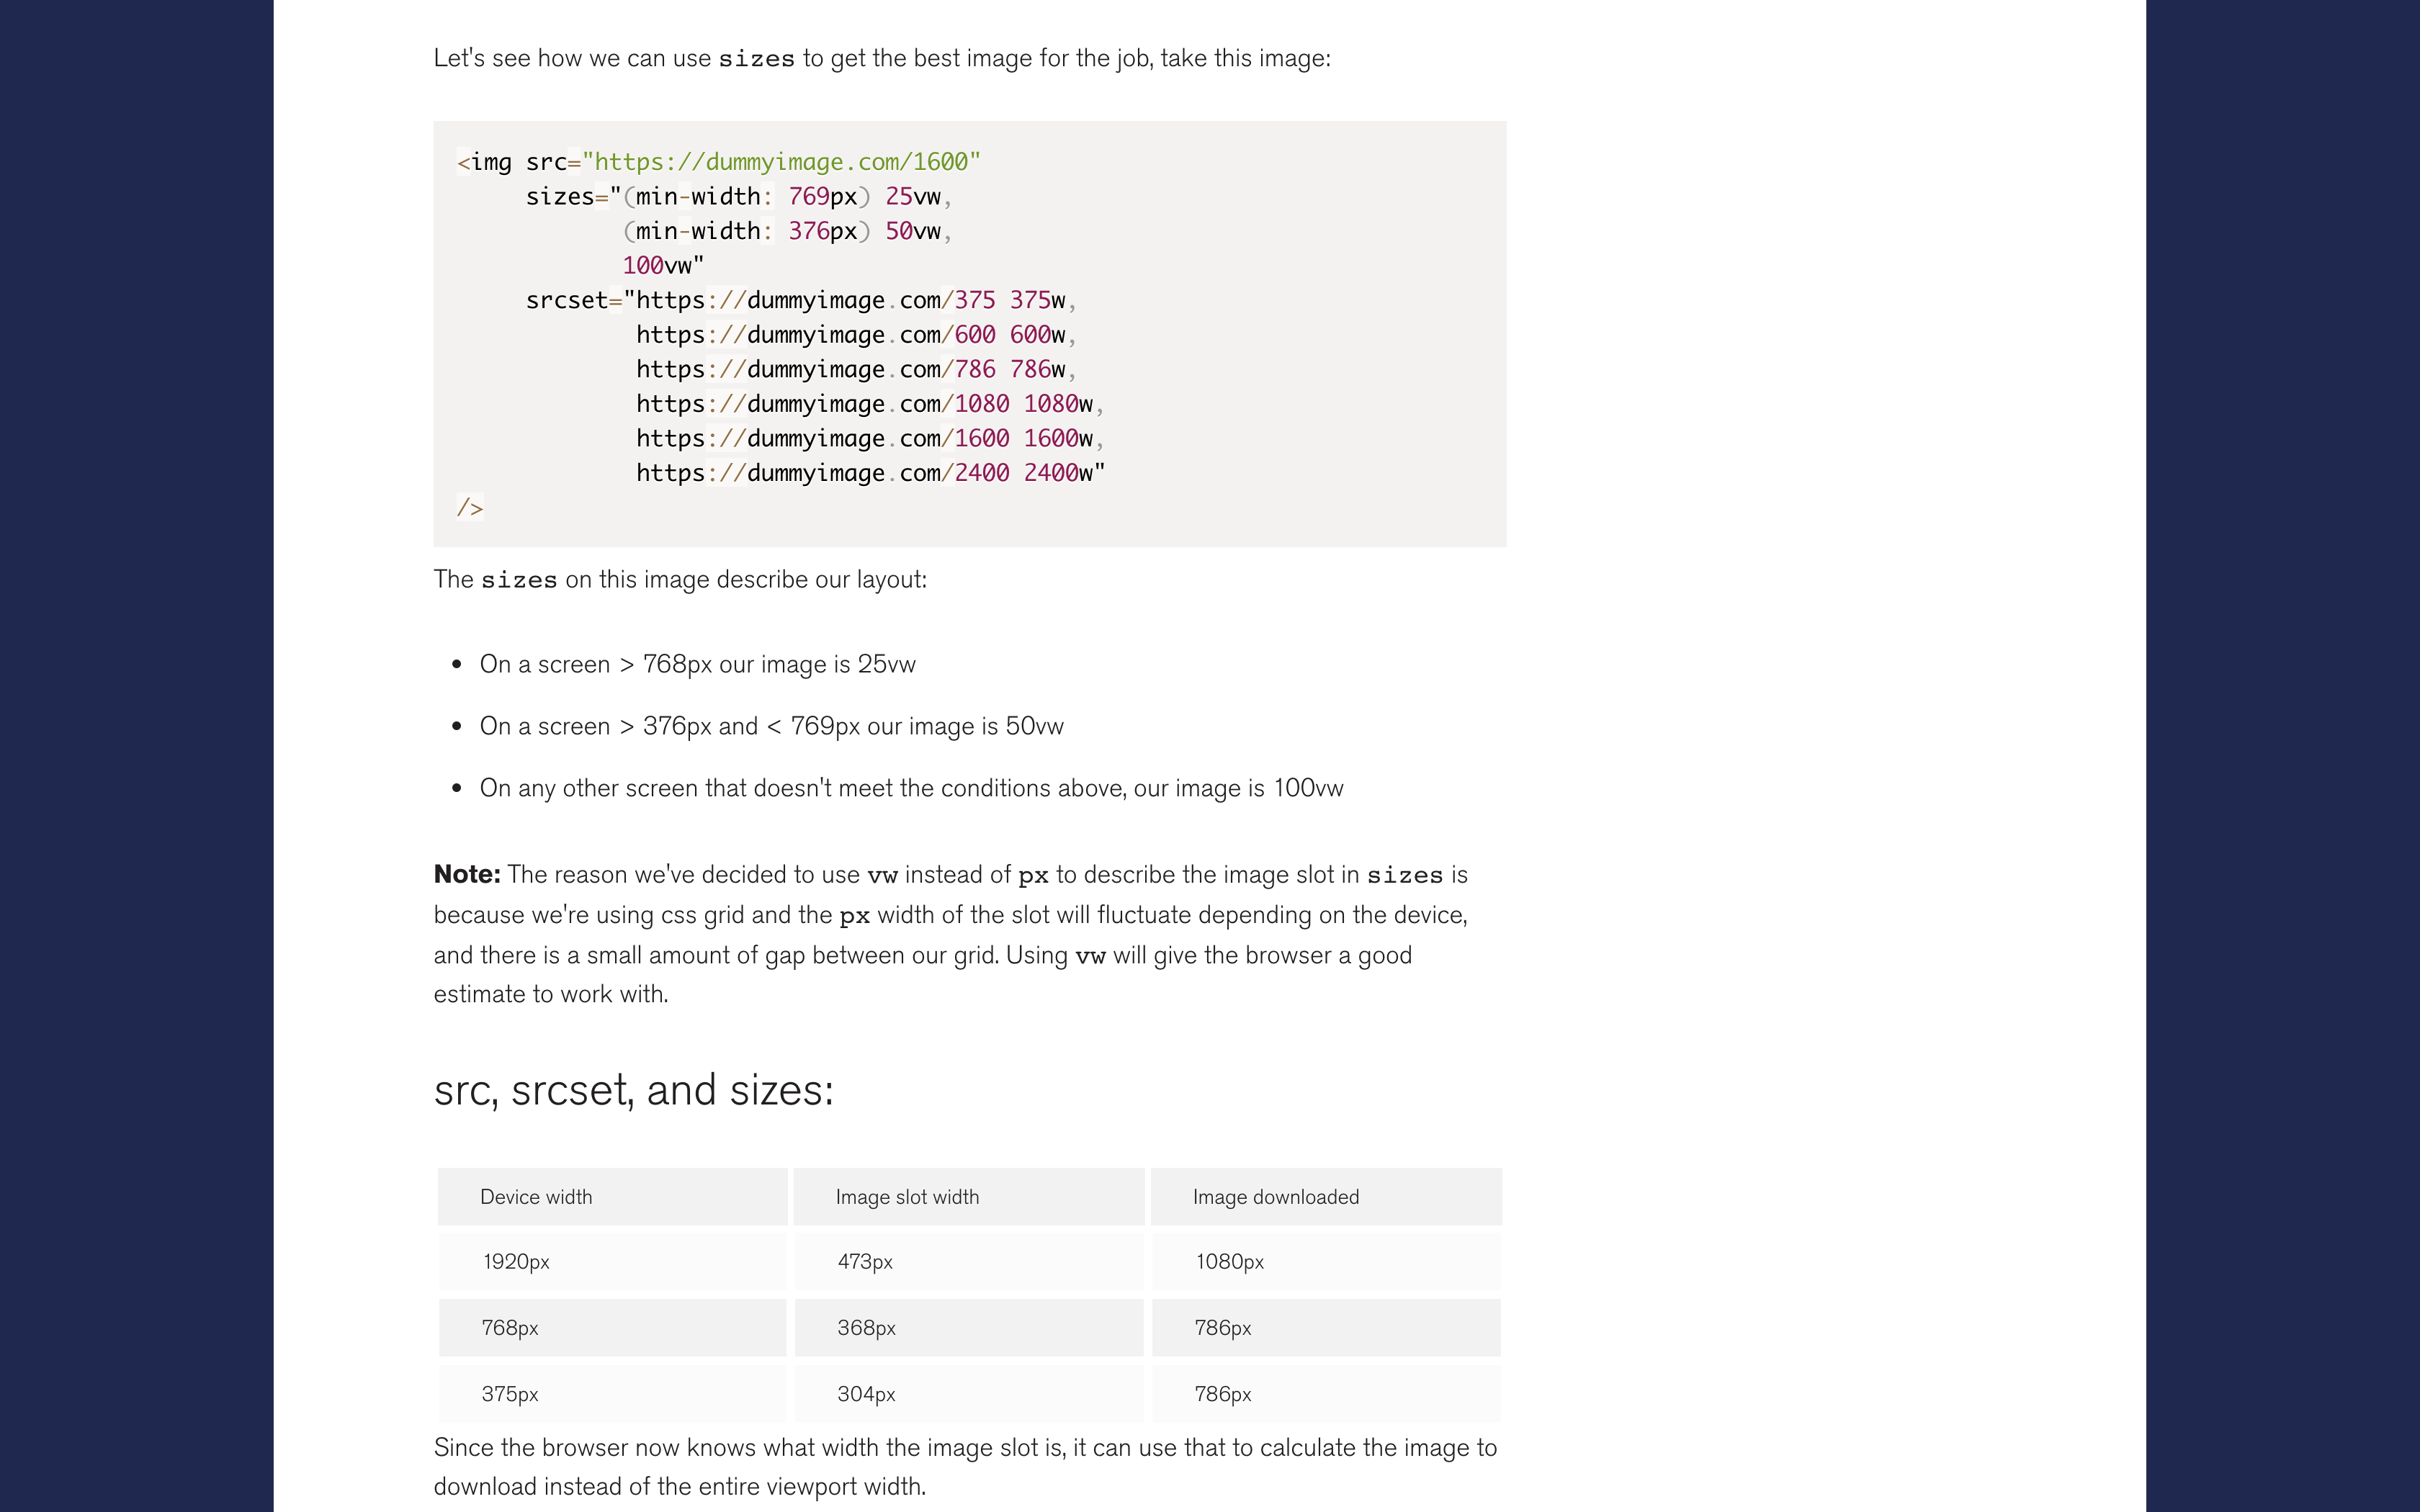 Let's see how we can use sizes to get the best image for the job, take this image:
<img src="https://dummyimage.com/1600"
sizes="(min-width: 769px) 25vw,
(min-width: 376px) 50vw,
100vw"
srcset="https://dummyimage.com/375 375w,
https://dummyimage.com/600 600w,
https://dummyimage.com/786 786w,
https://dummyimage.com/1080 1080w,
https://dummyimage.com/1600 1600w,
https://dummyimage.com/2400 2400w"
/>
The sizes on this image describe our layout:
• On a screen > 768px our image is 25vw
• On a screen > 376px and < 769px our image is 50vw
• On any other screen that doesn't meet the conditions above, our image is 100vw
Note: The reason we've decided to use vw instead of px to describe the image slot in sizes is
because we're using css grid and the px width of the slot will fluctuate depending on the device,
and there is a small amount of gap between our grid. Using vw will give the browser a good
estimate to work with.
src, srcset, and sizes:
Device width Image slot width Image downloaded
1920px 473px 1080px
768px 368px 786px
375px 304px 786px
Since the browser now knows what width the image slot is, it can use that to calculate the image to
download instead of the entire viewport width.